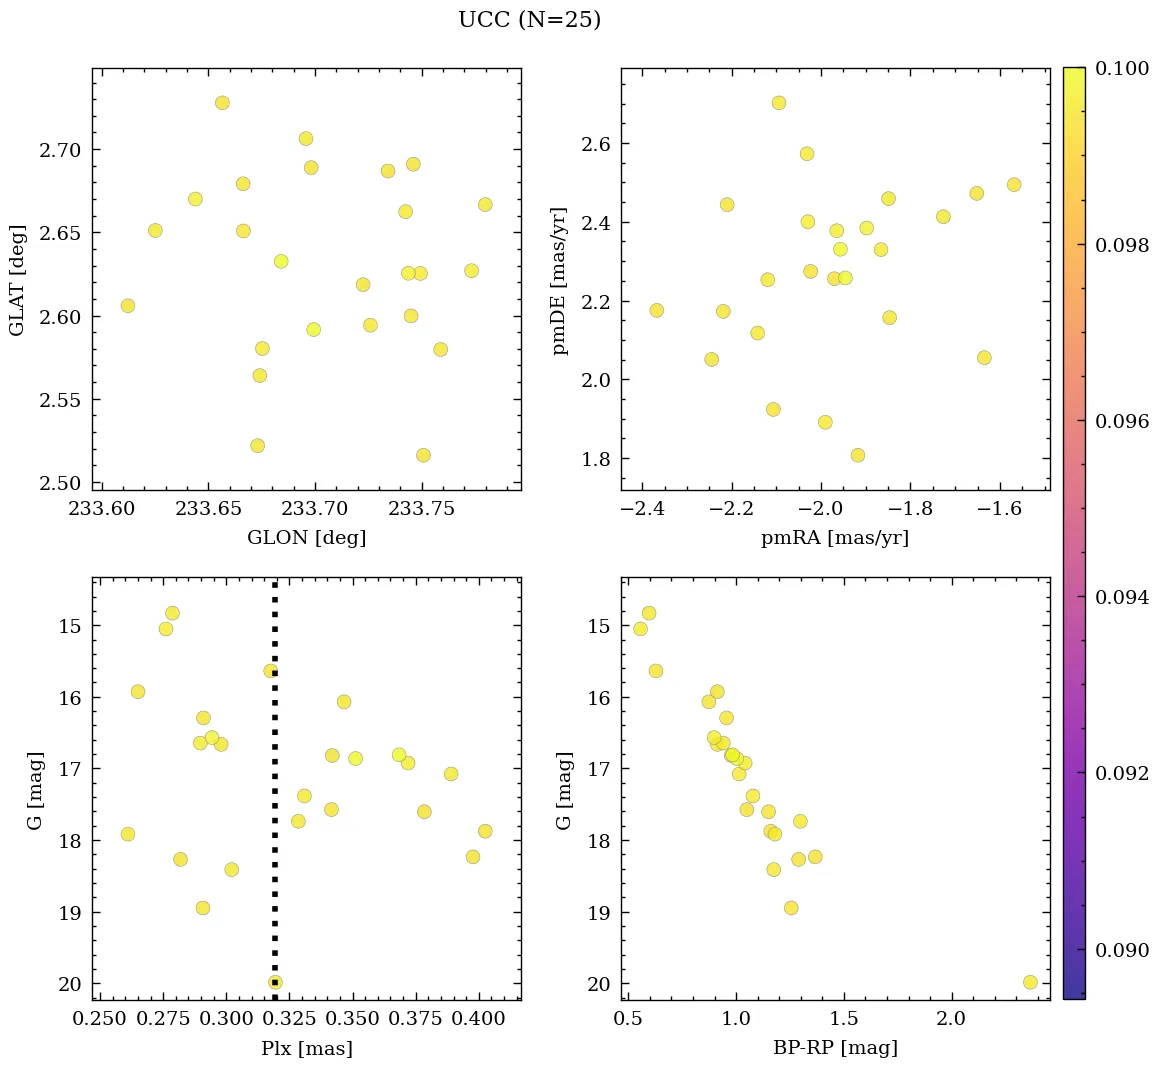 UCC (N=25)
2.70
2.65
2.60
2.55
2.50
GLAT [deg]
233.60 233.65 233.70 233.75
GLON [deg]
2.6
2.4
2.2
2.0
1.8
pmDE [mas/yr]
−2.4 −2.2 −2.0 −1.8 −1.6
pmRA [mas/yr]
0.100
0.098
0.096
0.094
0.092
0.090
15
16
17
18
19
20
G [mag]
0.250 0.275 0.300 0.325 0.350 0.375 0.400
Plx [mas]
15
16
17
18
19
20
G [mag]
0.5 1.0 1.5 2.0
BP-RP [mag]